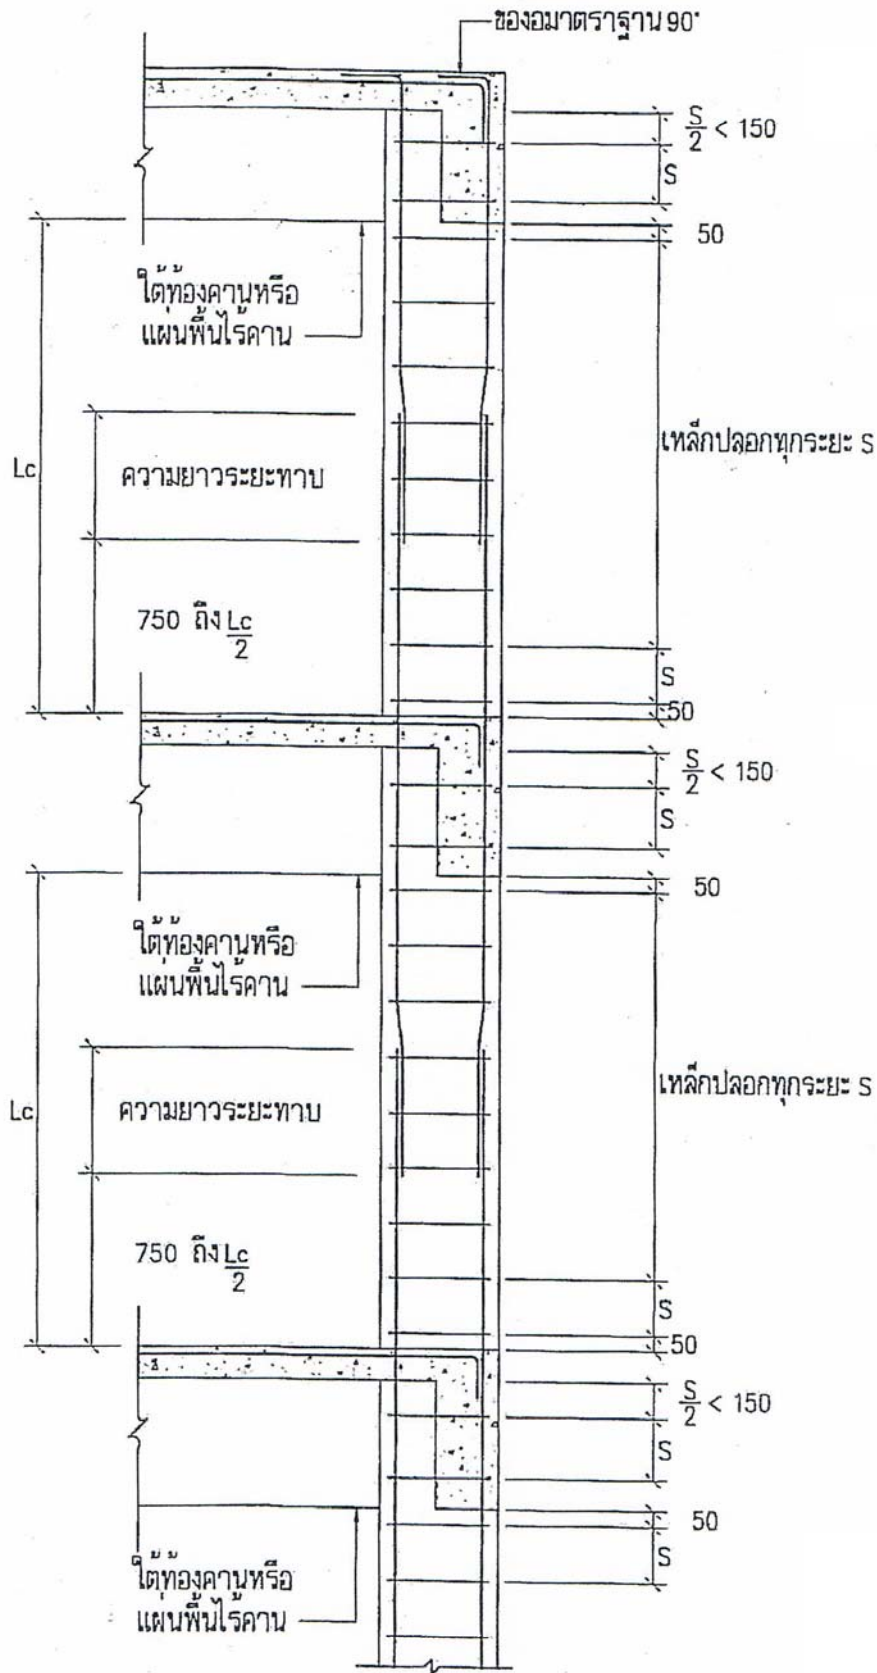 ของอมาตราฐาน 90°
S/2 < 150
S
50
ใต้ท้องคานหรือ
แผ่นพื้นไร้คาน
Lc
ความยาวระยะทาบ
เหล็กปลอกทุกระยะ S
750 ถึง Lc/2
S
50
S/2 < 150
S
50
ใต้ท้องคานหรือ
แผ่นพื้นไร้คาน
Lc
ความยาวระยะทาบ
เหล็กปลอกทุกระยะ S
750 ถึง Lc/2
S
50
S/2 < 150
S
50
S
ใต้ท้องคานหรือ
แผ่นพื้นไร้คาน